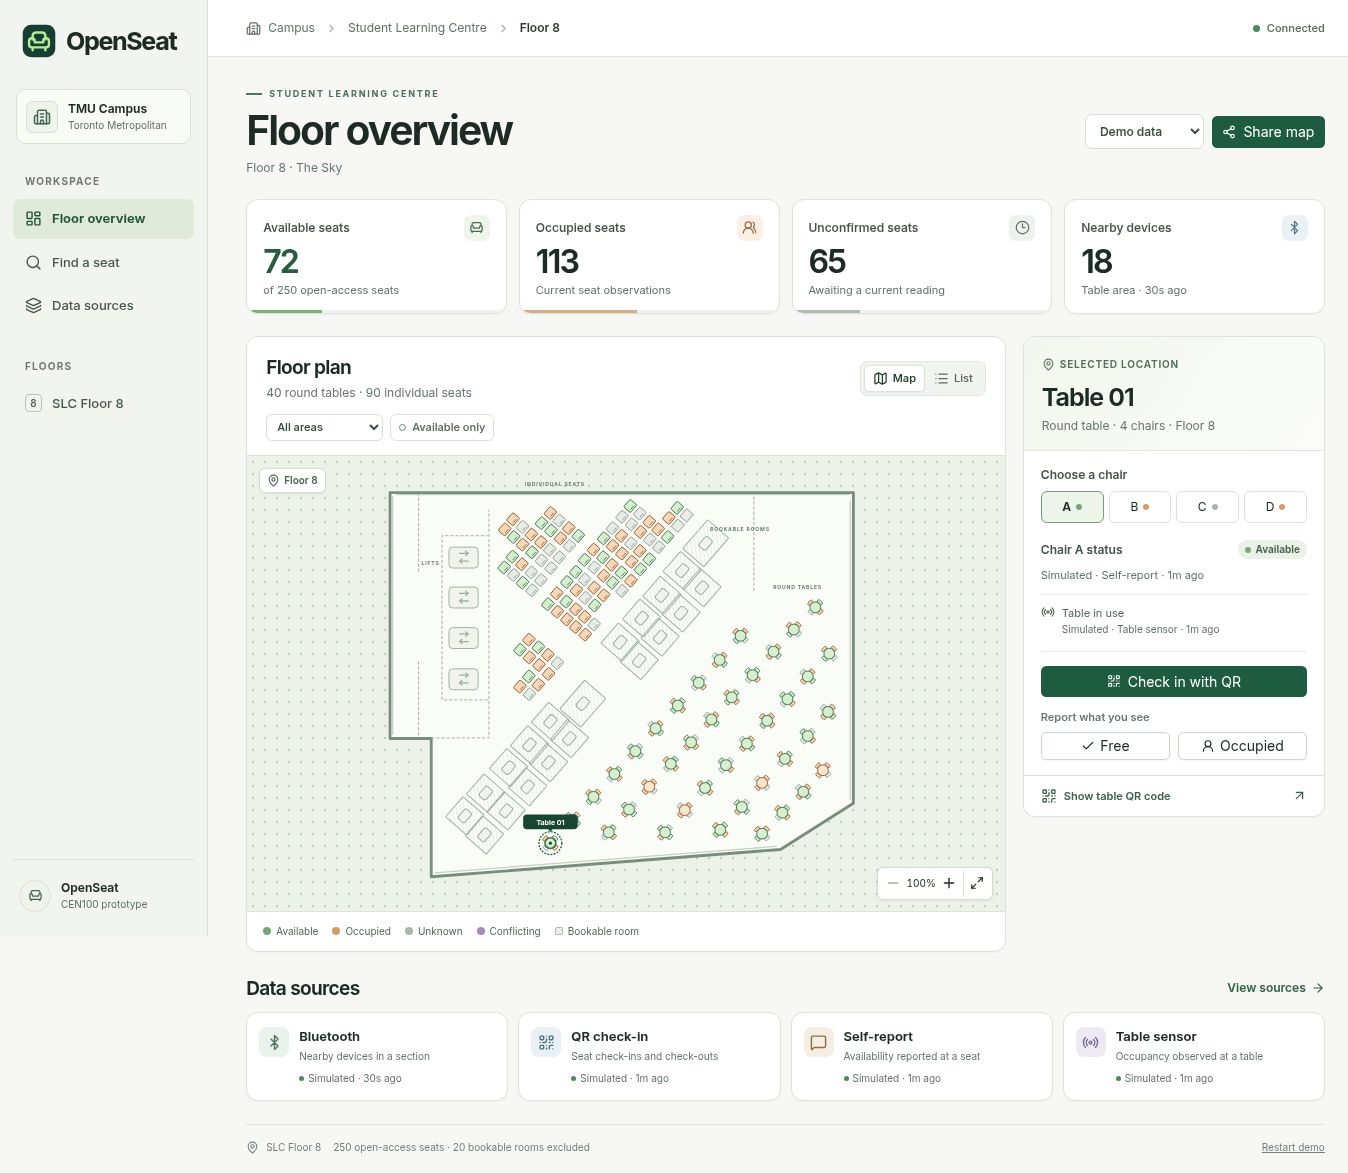 OpenSeat
Campus
Student Learning Centre
Floor 8
Connected
TMU Campus
Toronto Metropolitan
WORKSPACE
Floor overview
Find a seat
Data sources
FLOORS
8
SLC Floor 8
OpenSeat
CEN100 prototype
STUDENT LEARNING CENTRE
Floor overview
Floor 8 · The Sky
Demo data
Share map
Available seats
72
of 250 open-access seats
Occupied seats
113
Current seat observations
Unconfirmed seats
65
Awaiting a current reading
Nearby devices
18
Table area · 30s ago
Floor plan
40 round tables · 90 individual seats
Map
List
All areas
Available only
Floor 8
INDIVIDUAL SEATS
BOOKABLE ROOMS
LIFTS
ROUND TABLES
Table 01
100%
Available
Occupied
Unknown
Conflicting
Bookable room
SELECTED LOCATION
Table 01
Round table · 4 chairs · Floor 8
Choose a chair
A
B
C
D
Chair A status
Available
Simulated · Self-report · 1m ago
Table in use
Simulated · Table sensor · 1m ago
Check in with QR
Report what you see
Free
Occupied
Show table QR code
Data sources
View sources
Bluetooth
Nearby devices in a section
Simulated · 30s ago
QR check-in
Seat check-ins and check-outs
Simulated · 1m ago
Self-report
Availability reported at a seat
Simulated · 1m ago
Table sensor
Occupancy observed at a table
Simulated · 1m ago
SLC Floor 8
250 open-access seats · 20 bookable rooms excluded
Restart demo